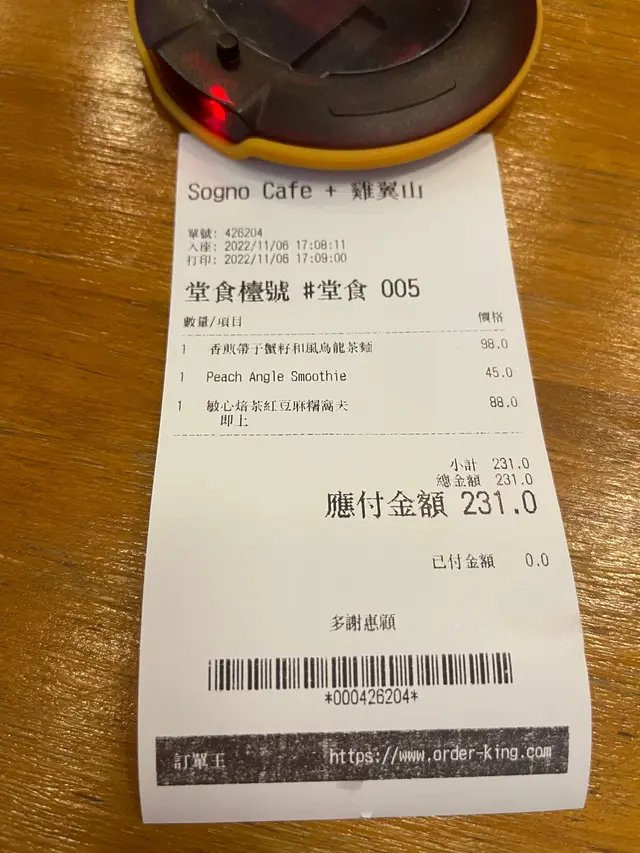 Sogno Cafe + 雞翼山
單號: 426204
入座: 2022/11/06 17:08:11
打印: 2022/11/06 17:09:00
堂食檯號 #堂食 005
數量/項目 價格
1 香煎帶子蟹籽和風烏龍茶麵 98.0
1 Peach Angle Smoothie 45.0
1 敏心焙茶紅豆麻糬窩夫 88.0
即上
小計 231.0
總金額 231.0
應付金額 231.0
已付金額 0.0
多謝惠顧
*000426204*
訂單王 https://www.order-king.com